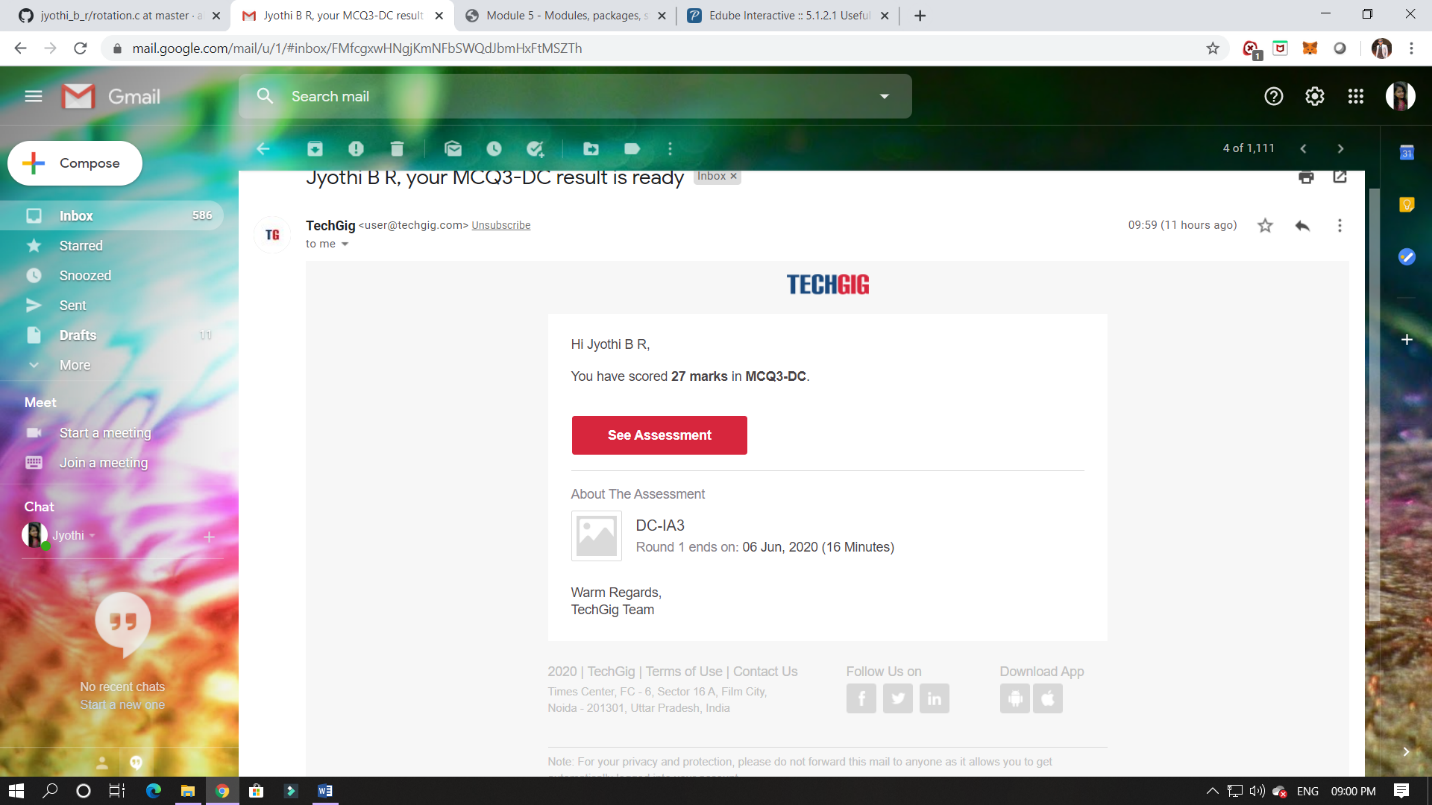 jyothi_b_r/rotation.c at master · a
Jyothi B R, your MCQ3-DC result
Module 5 - Modules, packages, s
Edube Interactive :: 5.1.2.1 Useful
mail.google.com/mail/u/1/#inbox/FMfcgxwHNgjKmNFbSWQdJbmHxFtMSZTh
1
Gmail
Search mail
Compose
4 of 1,111
31
Jyothi B R, your MCQ3-DC result is ready
Inbox ×
Inbox 586
Starred
Snoozed
Sent
Drafts 11
More
Meet
Start a meeting
Join a meeting
Chat
Jyothi
No recent chats
Start a new one
TG
TechGig <user@techgig.com> Unsubscribe
09:59 (11 hours ago)
to me
TECHGIG
Hi Jyothi B R,
You have scored 27 marks in MCQ3-DC.
See Assessment
About The Assessment
DC-IA3
Round 1 ends on: 06 Jun, 2020 (16 Minutes)
Warm Regards,
TechGig Team
2020 | TechGig | Terms of Use | Contact Us
Times Center, FC - 6, Sector 16 A, Film City,
Noida - 201301, Uttar Pradesh, India
Follow Us on
Download App
Note: For your privacy and protection, please do not forward this mail to anyone as it allows you to get
ENG 09:00 PM